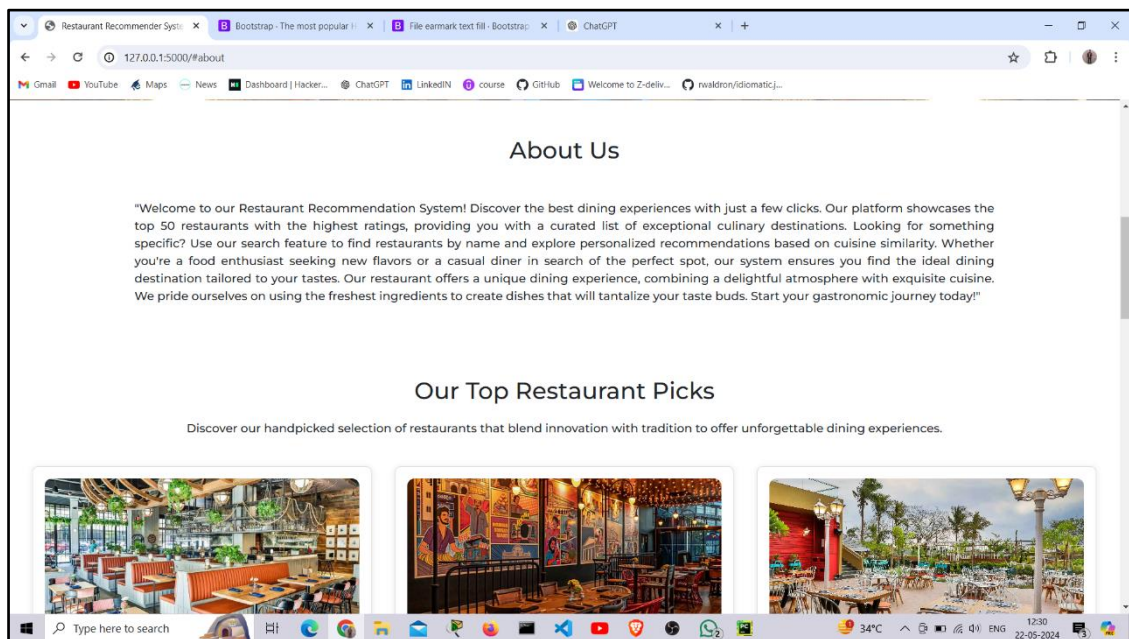 Restaurant Recommender Syste
Bootstrap · The most popular H
File earmark text fill · Bootstrap
ChatGPT
127.0.0.1:5000/#about
Gmail YouTube Maps News Dashboard | Hacker... ChatGPT LinkedIN course GitHub Welcome to Z-deliv... rwaldron/idiomatic.j...
About Us
"Welcome to our Restaurant Recommendation System! Discover the best dining experiences with just a few clicks. Our platform showcases the
top 50 restaurants with the highest ratings, providing you with a curated list of exceptional culinary destinations. Looking for something
specific? Use our search feature to find restaurants by name and explore personalized recommendations based on cuisine similarity. Whether
you're a food enthusiast seeking new flavors or a casual diner in search of the perfect spot, our system ensures you find the ideal dining
destination tailored to your tastes. Our restaurant offers a unique dining experience, combining a delightful atmosphere with exquisite cuisine.
We pride ourselves on using the freshest ingredients to create dishes that will tantalize your taste buds. Start your gastronomic journey today!"
Our Top Restaurant Picks
Discover our handpicked selection of restaurants that blend innovation with tradition to offer unforgettable dining experiences.
Type here to search
34°C
ENG
12:30
22-05-2024